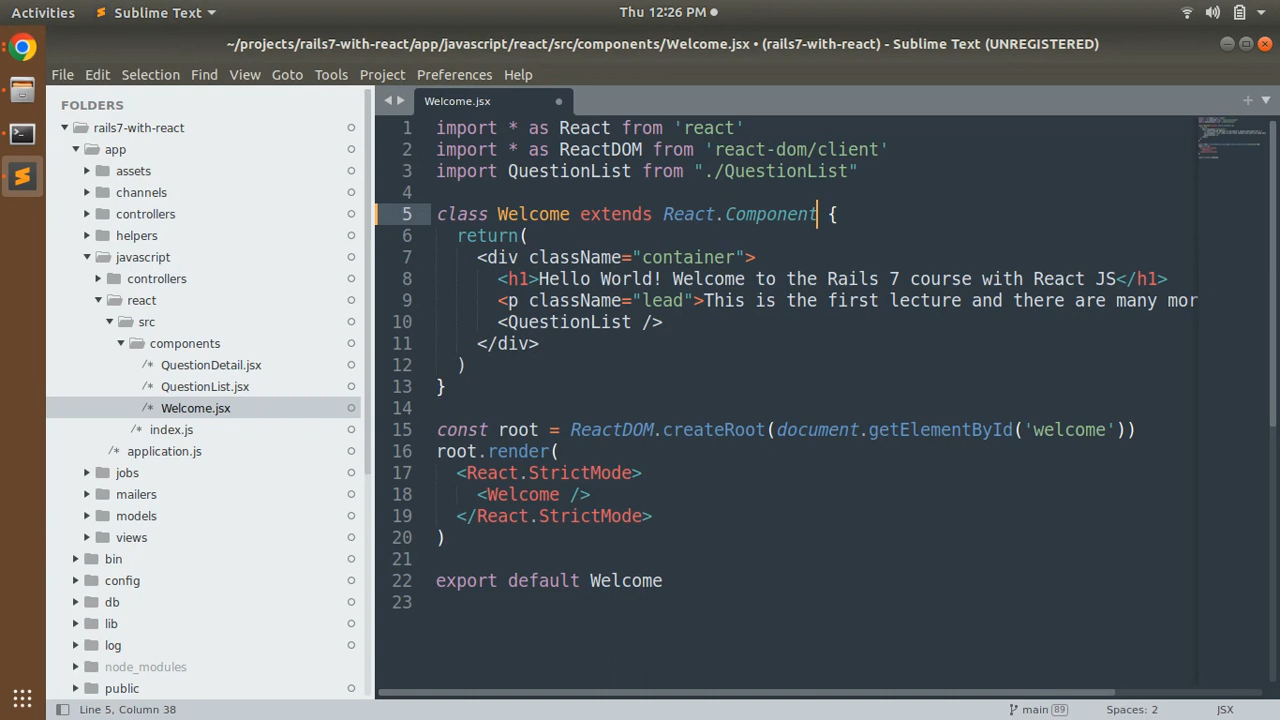 Activities Sublime Text Thu 12:26 PM
~/projects/rails7-with-react/app/javascript/react/src/components/Welcome.jsx • (rails7-with-react) - Sublime Text (UNREGISTERED)
File Edit Selection Find View Goto Tools Project Preferences Help
FOLDERS
rails7-with-react
app
assets
channels
controllers
helpers
javascript
controllers
react
src
components
/* QuestionDetail.jsx
/* QuestionList.jsx
/* Welcome.jsx
/* index.js
/* application.js
jobs
mailers
models
views
bin
config
db
lib
log
node_modules
public
Welcome.jsx
1 import * as React from 'react'
2 import * as ReactDOM from 'react-dom/client'
3 import QuestionList from "./QuestionList"
4
5 class Welcome extends React.Component {
6 return(
7 <div className="container">
8 <h1>Hello World! Welcome to the Rails 7 course with React JS</h1>
9 <p className="lead">This is the first lecture and there are many mor
10 <QuestionList />
11 </div>
12 )
13 }
14
15 const root = ReactDOM.createRoot(document.getElementById('welcome'))
16 root.render(
17 <React.StrictMode>
18 <Welcome />
19 </React.StrictMode>
20 )
21
22 export default Welcome
23
Line 5, Column 38 main 89 Spaces: 2 JSX